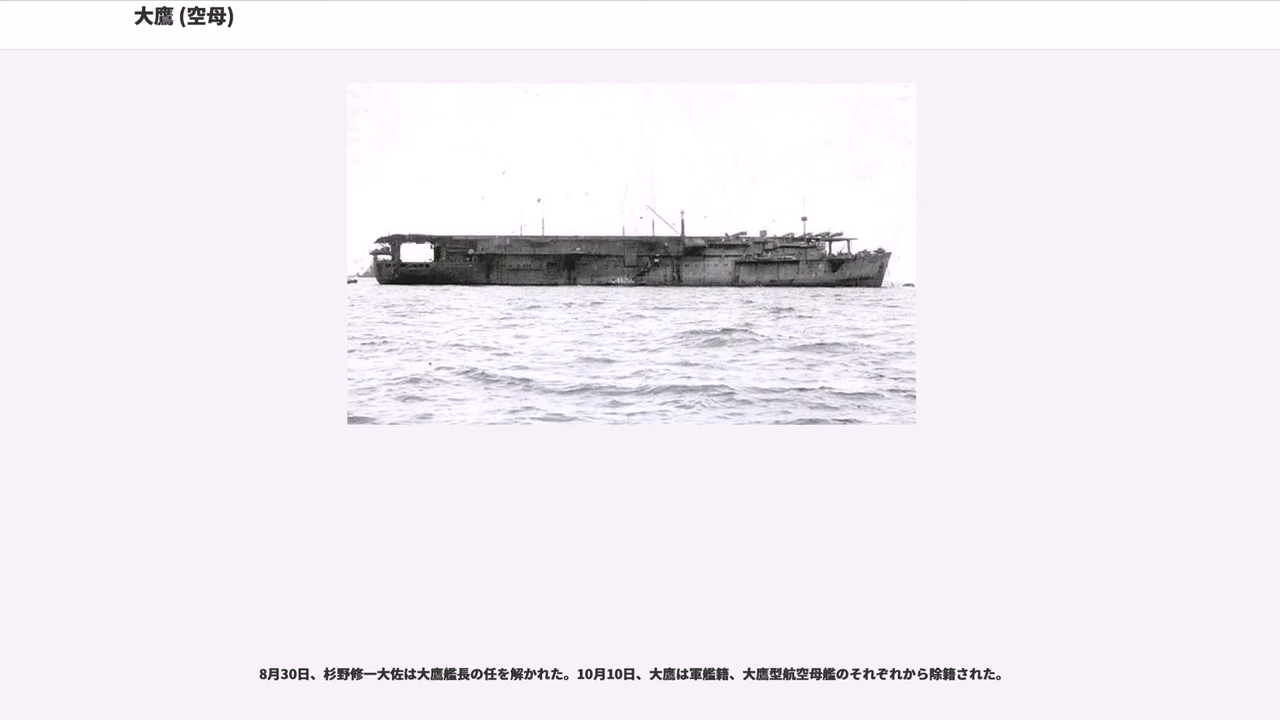 大鷹 (空母)
8月30日、杉野修一大佐は大鷹艦長の任を解かれた。10月10日、大鷹は軍艦籍、大鷹型航空母艦のそれぞれから除籍された。